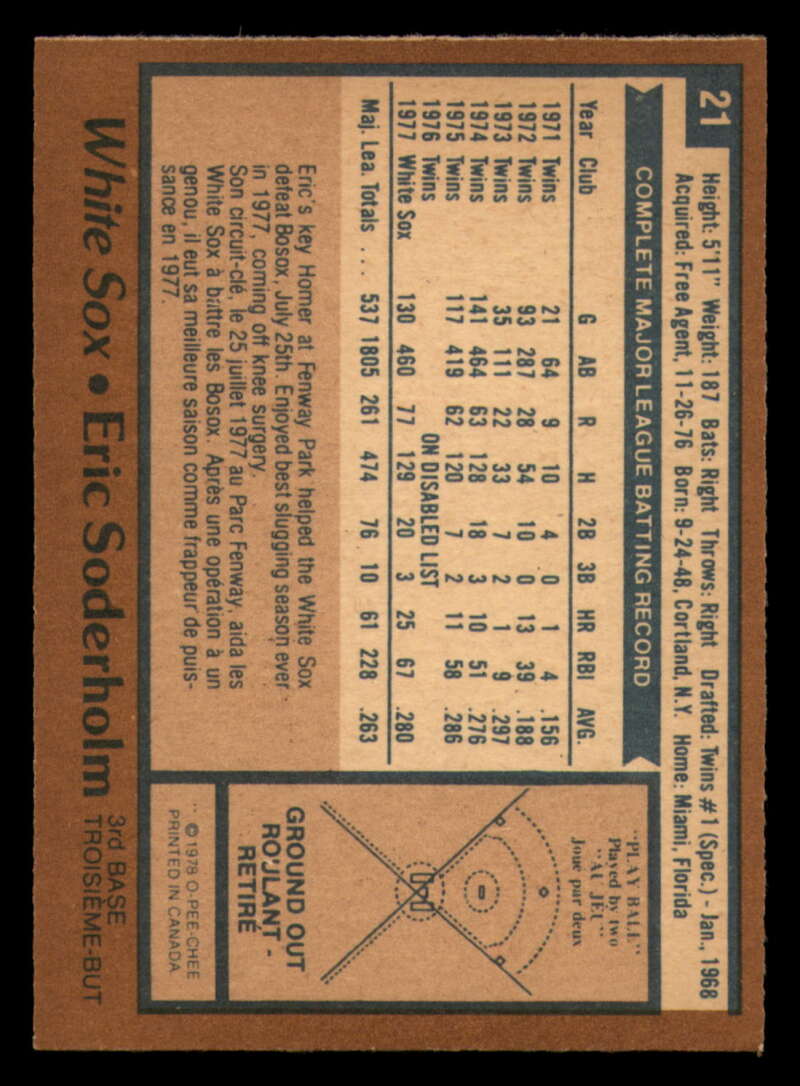 21
Height: 5'11" Weight: 187 Bats: Right Throws: Right Drafted: Twins #1 (Spec.) - Jan., 1968
Acquired: Free Agent, 11-26-76 Born: 9-24-48, Cortland, N.Y. Home: Miami, Florida
COMPLETE MAJOR LEAGUE BATTING RECORD
Year Club G AB R H 2B 3B HR RBI AVG.
1971 Twins 21 64 9 10 4 0 1 4 .156
1972 Twins 93 287 28 54 10 0 13 39 .188
1973 Twins 35 111 22 33 7 2 1 9 .297
1974 Twins 141 464 63 128 18 3 10 51 .276
1975 Twins 117 419 62 120 7 2 11 58 .286
1976 Twins ON DISABLED LIST
1977 White Sox 130 460 77 129 20 3 25 67 .280
Maj. Lea. Totals ... 537 1805 261 474 76 10 61 228 .263
Eric's key Homer at Fenway Park helped the White Sox
defeat Bosox, July 25th. Enjoyed best slugging season ever
in 1977, coming off knee surgery.
Son circuit-clé, le 25 juillet 1977 au Parc Fenway, aida les
White Sox à brittre les Bosox. Après une opération à un
genou, il eut sa meilleure saison comme frappeur de puis-
sance en 1977.
"PLAY BALL"
Played by two
"AU JEU"
Joue par deux
GROUND OUT
ROULANT -
RETIRÉ
© 1978 O-PEE-CHEE
PRINTED IN CANADA
White Sox • Eric Soderholm
3rd BASE
TROISIÈME-BUT